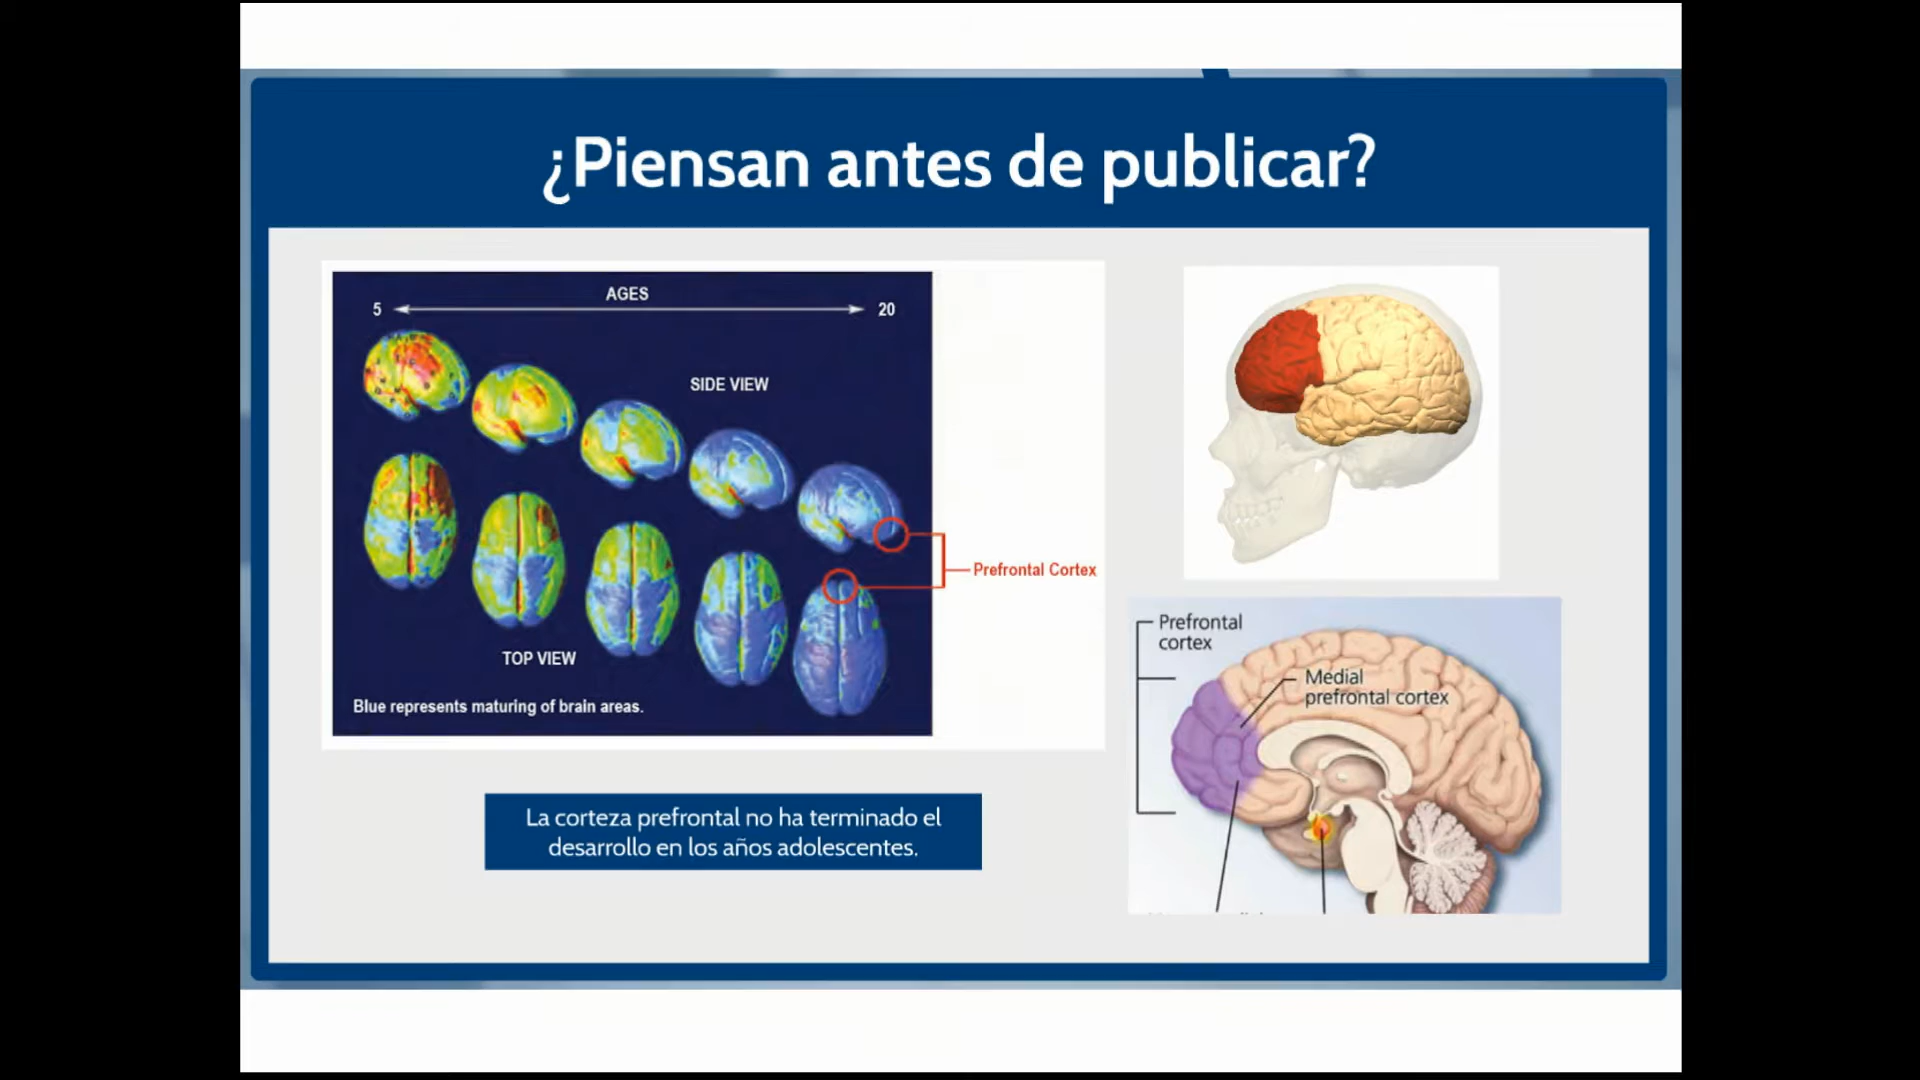 ¿Piensan antes de publicar?
AGES
5
20
SIDE VIEW
Prefrontal Cortex
TOP VIEW
Blue represents maturing of brain areas.
La corteza prefrontal no ha terminado el
desarrollo en los años adolescentes.
Prefrontal
cortex
Medial
prefrontal cortex